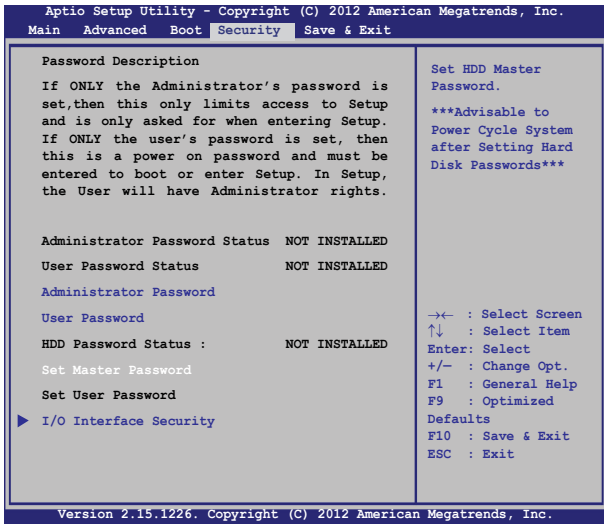 Aptio Setup Utility - Copyright (C) 2012 American Megatrends, Inc.
Main Advanced Boot Security Save & Exit
Password Description
If ONLY the Administrator's password is
set,then this only limits access to Setup
and is only asked for when entering Setup.
If ONLY the user's password is set, then
this is a power on password and must be
entered to boot or enter Setup. In Setup,
the User will have Administrator rights.
Administrator Password Status NOT INSTALLED
User Password Status NOT INSTALLED
Administrator Password
User Password
HDD Password Status : NOT INSTALLED
Set Master Password
Set User Password
I/O Interface Security
Set HDD Master
Password.
***Advisable to
Power Cycle System
after Setting Hard
Disk Passwords***
→← : Select Screen
↑↓ : Select Item
Enter: Select
+/— : Change Opt.
F1 : General Help
F9 : Optimized
Defaults
F10 : Save & Exit
ESC : Exit
Version 2.15.1226. Copyright (C) 2012 American Megatrends, Inc.